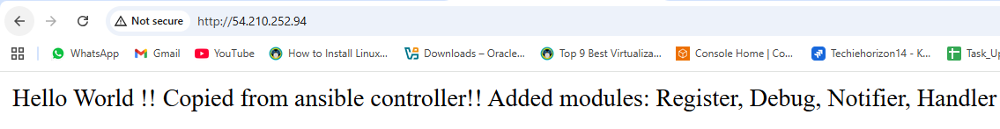 Not secure http://54.210.252.94
WhatsApp Gmail YouTube How to Install Linux... Downloads – Oracle... Top 9 Best Virtualiza... Console Home | Co... Techiehorizon14 - K... Task_Up
Hello World !! Copied from ansible controller!! Added modules: Register, Debug, Notifier, Handler